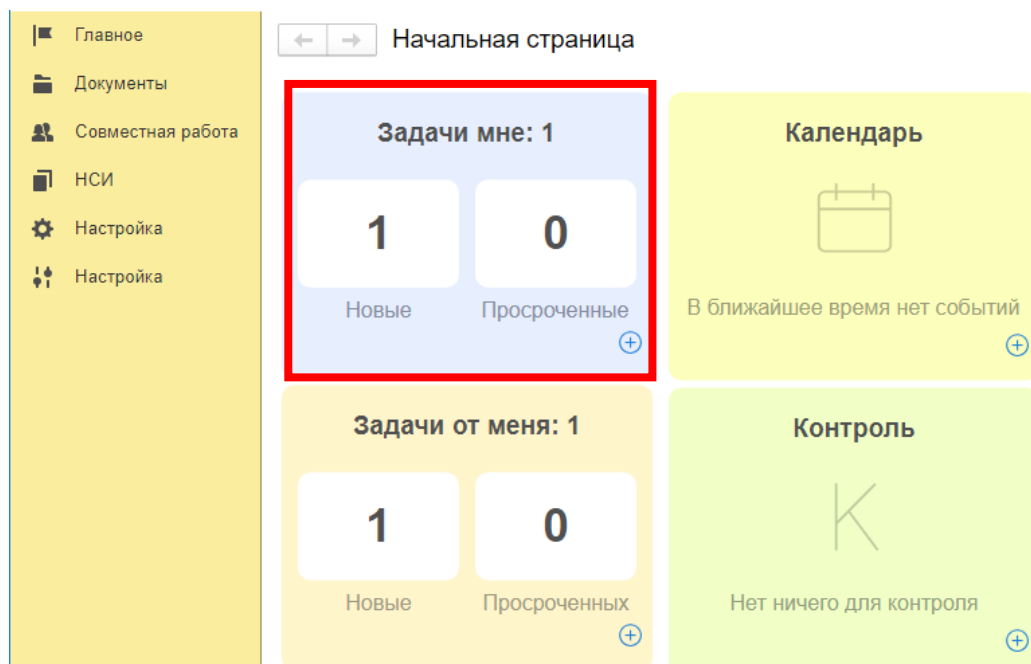 Главное
Документы
Совместная работа
НСИ
Настройка
Настройка
Начальная страница
Задачи мне: 1
1
0
Новые
Просроченные
Календарь
В ближайшее время нет событий
Задачи от меня: 1
1
0
Новые
Просроченных
Контроль
K
Нет ничего для контроля